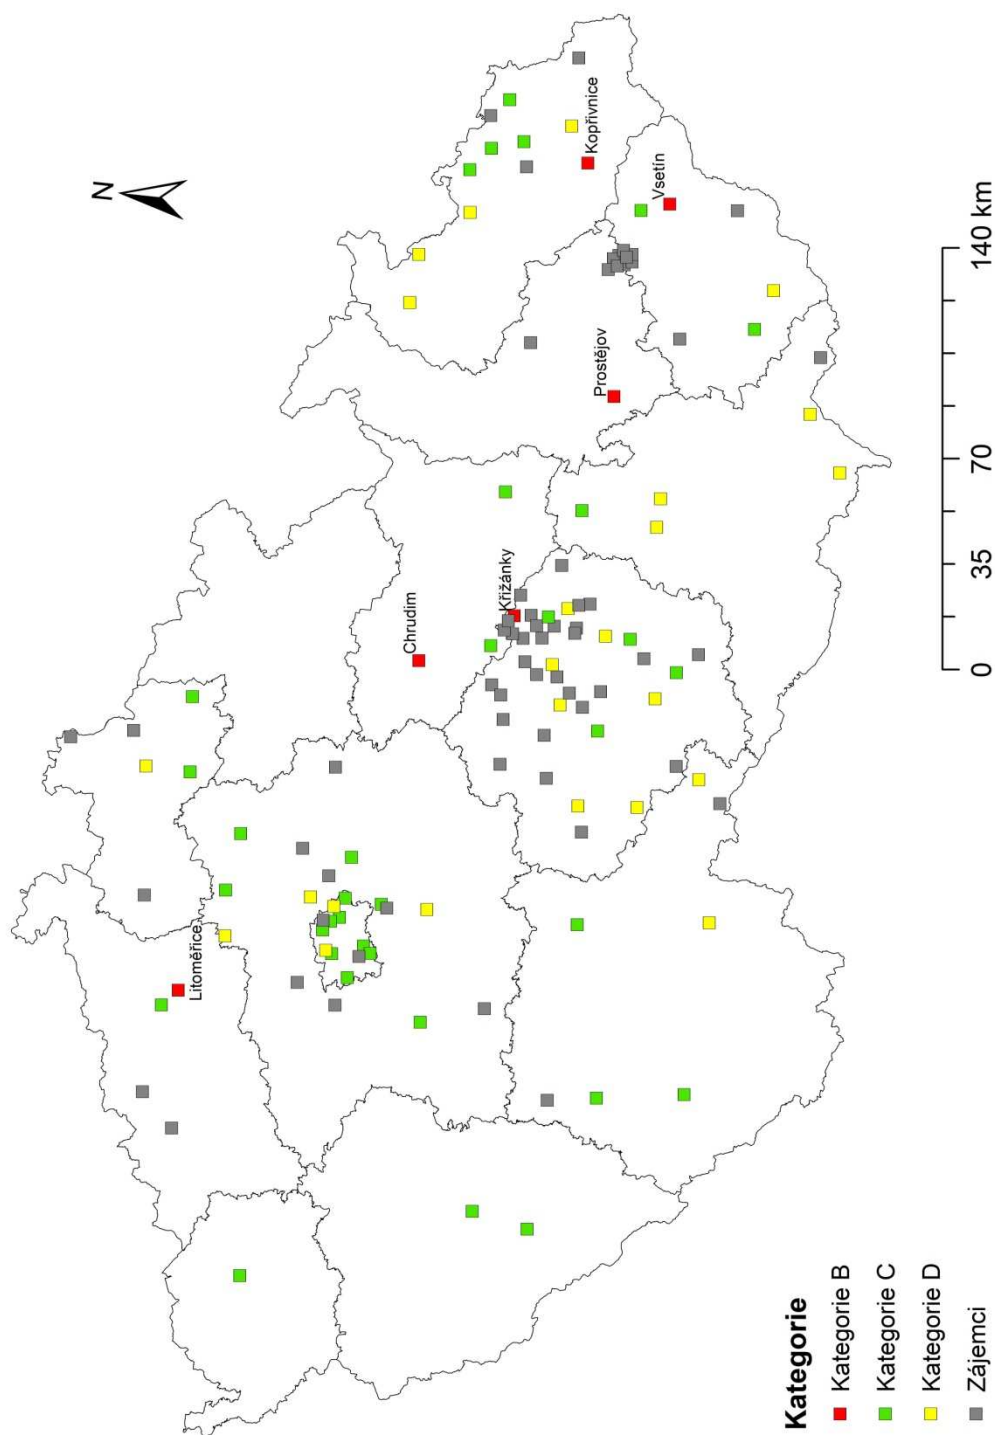 N
Litoměřice
Chrudim
Křižánky
Prostějov
Kopřivnice
Vsetín
Kategorie
Kategorie B
Kategorie C
Kategorie D
Zájemci
0 35 70 140 km